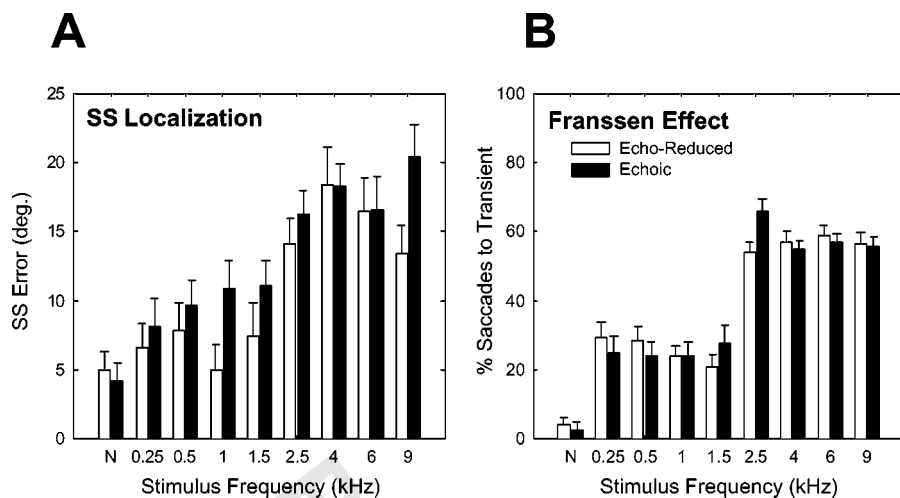 A
SS Localization
25
20
15
10
5
0
SS Error (deg.)
N 0.25 0.5 1 1.5 2.5 4 6 9
Stimulus Frequency (kHz)
B
Franssen Effect
Echo-Reduced
Echoic
100
80
60
40
20
0
% Saccades to Transient
N 0.25 0.5 1 1.5 2.5 4 6 9
Stimulus Frequency (kHz)